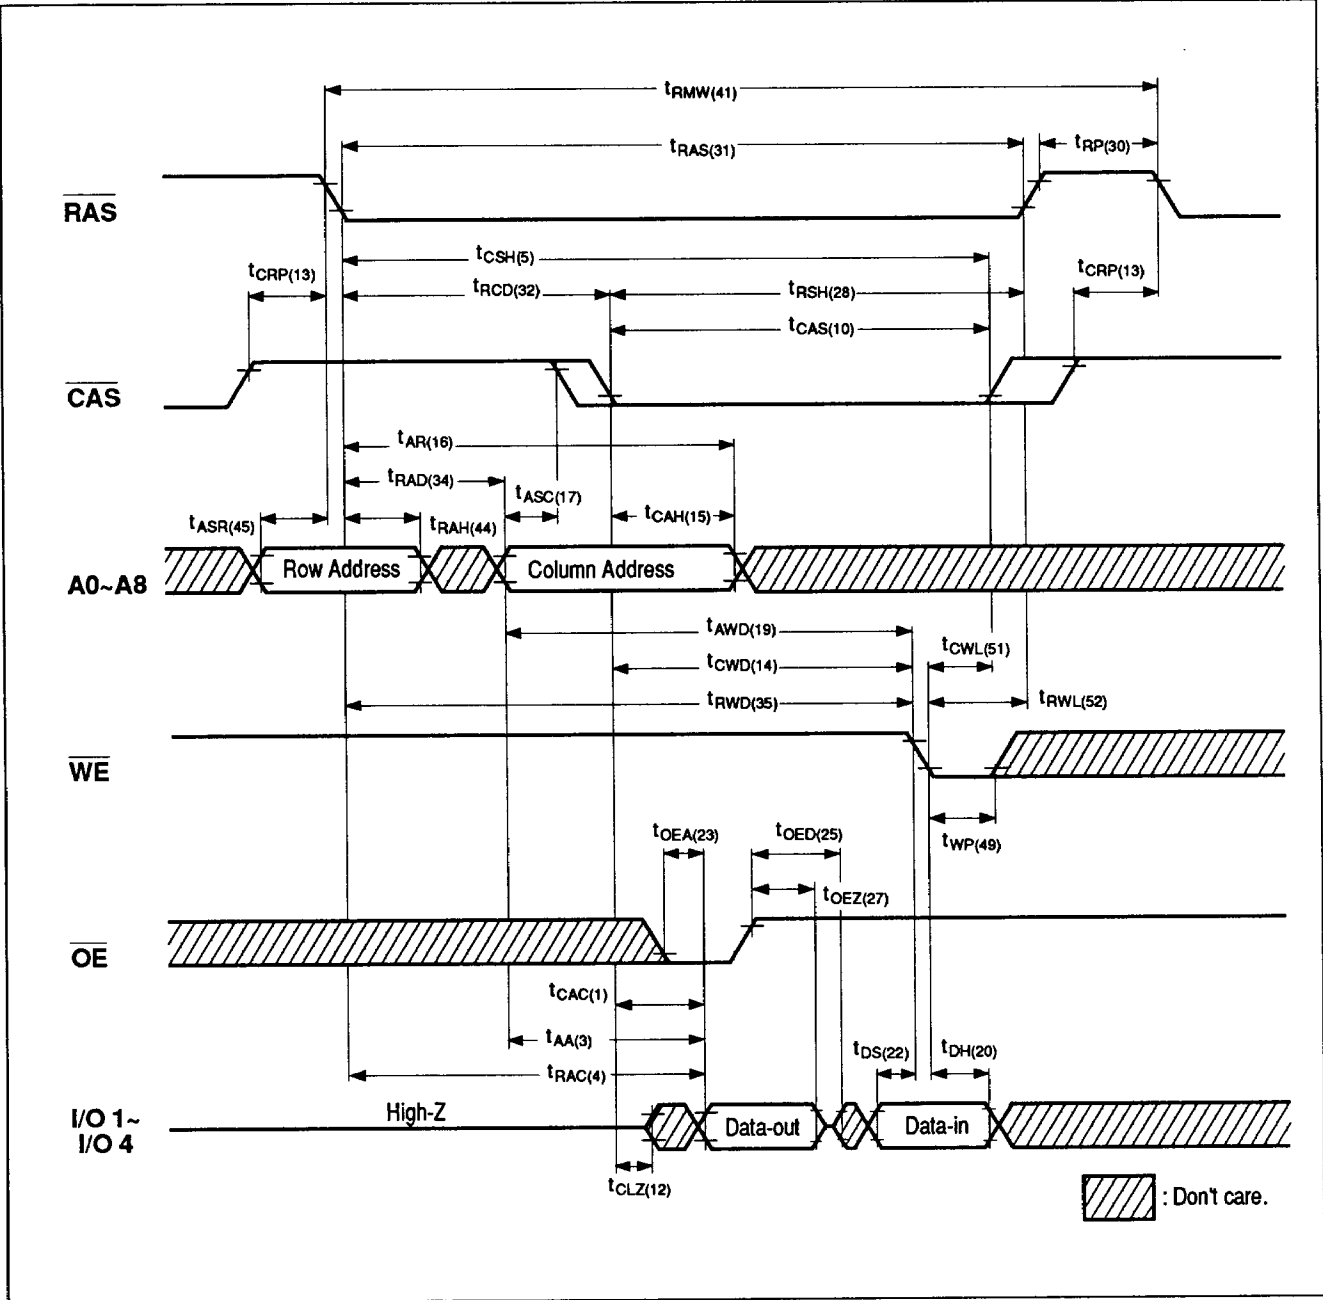 tRMW(41)
tRAS(31)
tRP(30)
RAS
tCSH(5)
tCRP(13)
tRCD(32)
tRSH(28)
tCRP(13)
tCAS(10)
CAS
tAR(16)
tRAD(34)
tASC(17)
tASR(45)
tRAH(44)
tCAH(15)
A0~A8
Row Address
Column Address
tAWD(19)
tCWL(51)
tCWD(14)
tRWD(35)
tRWL(52)
WE
tOEA(23)
tOED(25)
tWP(49)
tOEZ(27)
OE
tCAC(1)
tAA(3)
tDS(22)
tDH(20)
tRAC(4)
I/O 1~
I/O 4
High-Z
Data-out
Data-in
tCLZ(12)
: Don't care.